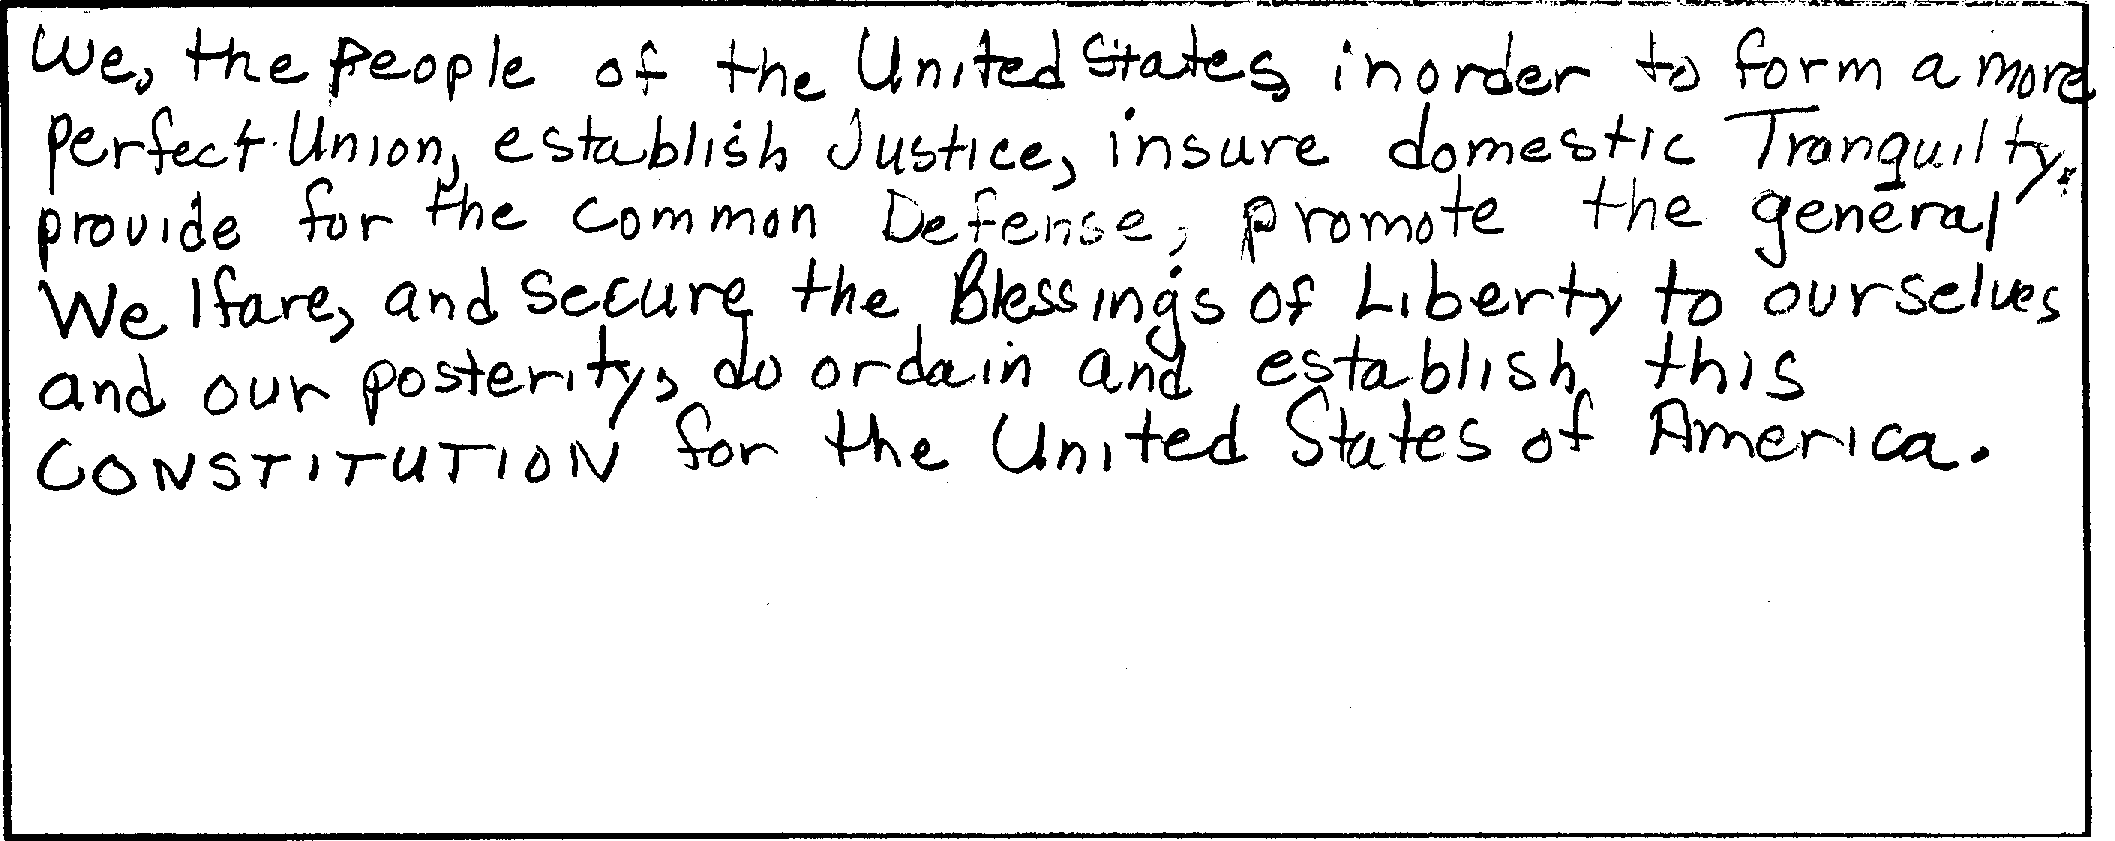 We, the people of the United States, inorder to form a more
perfect Union, establish Justice, insure domestic Tranquilty,
provide for the common Defense, promote the general
Welfare, and secure the Blessings of Liberty to ourselves
and our posterity, do ordain and establish this
CONSTITUTION for the United States of America.